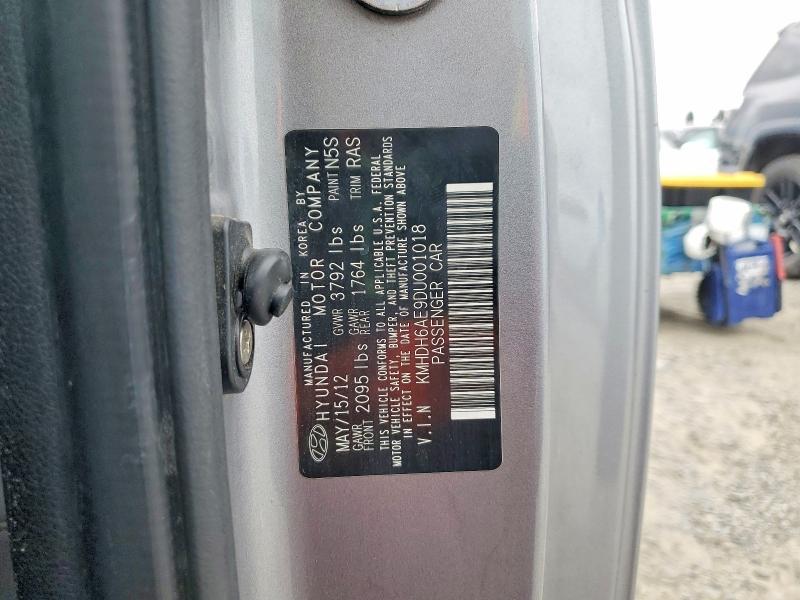 MANUFACTURED IN KOREA BY
HYUNDAI MOTOR COMPANY
MAY/15/12 GVWR 3792 lbs PAINT N5S
GAWR FRONT 2095 lbs GAWR REAR 1764 lbs TRIM RAS
THIS VEHICLE CONFORMS TO ALL APPLICABLE U.S.A. FEDERAL
MOTOR VEHICLE SAFETY, BUMPER, AND THEFT PREVENTION STANDARDS
IN EFFECT ON THE DATE OF MANUFACTURE SHOWN ABOVE
V.I.N KMHDH6AE9DU001018
PASSENGER CAR